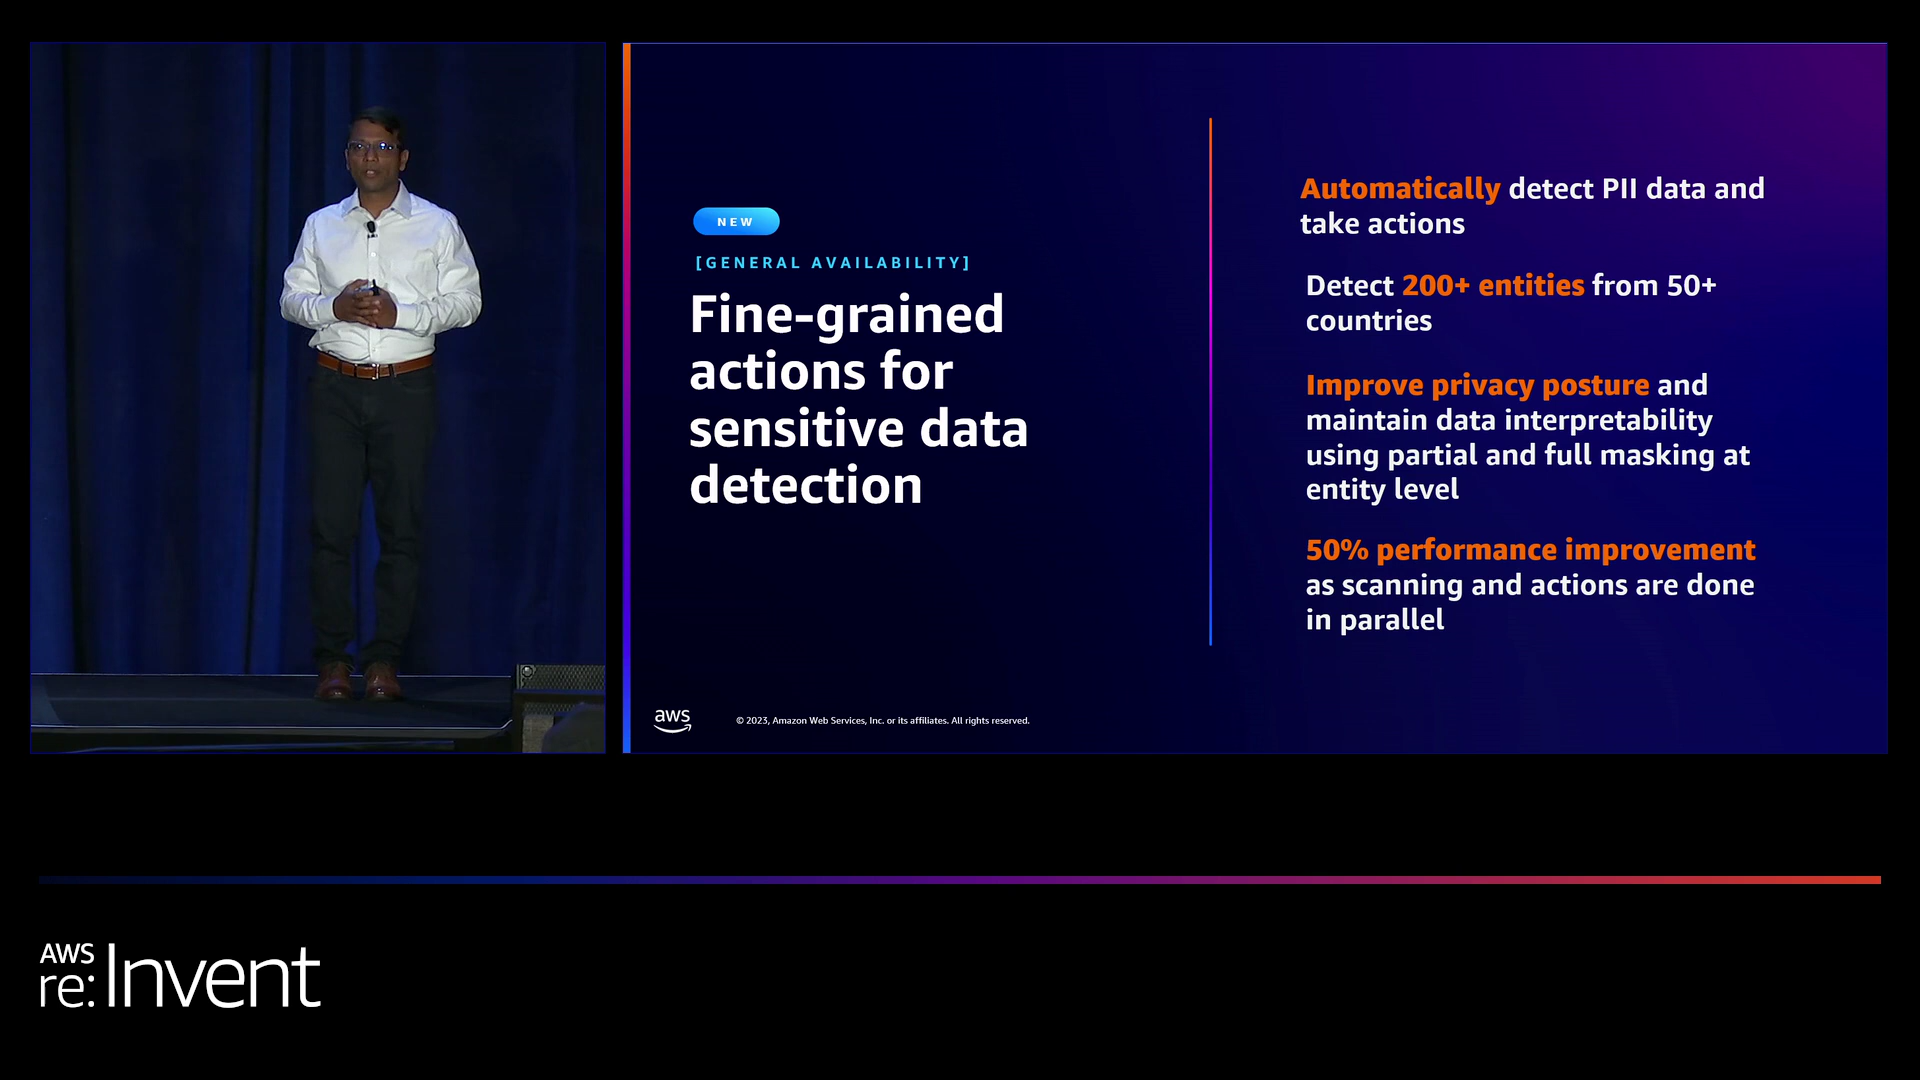 NEW
[GENERAL AVAILABILITY]
Fine-grained
actions for
sensitive data
detection
Automatically detect PII data and
take actions
Detect 200+ entities from 50+
countries
Improve privacy posture and
maintain data interpretability
using partial and full masking at
entity level
50% performance improvement
as scanning and actions are done
in parallel
aws
© 2023, Amazon Web Services, Inc. or its affiliates. All rights reserved.
AWS
re:Invent